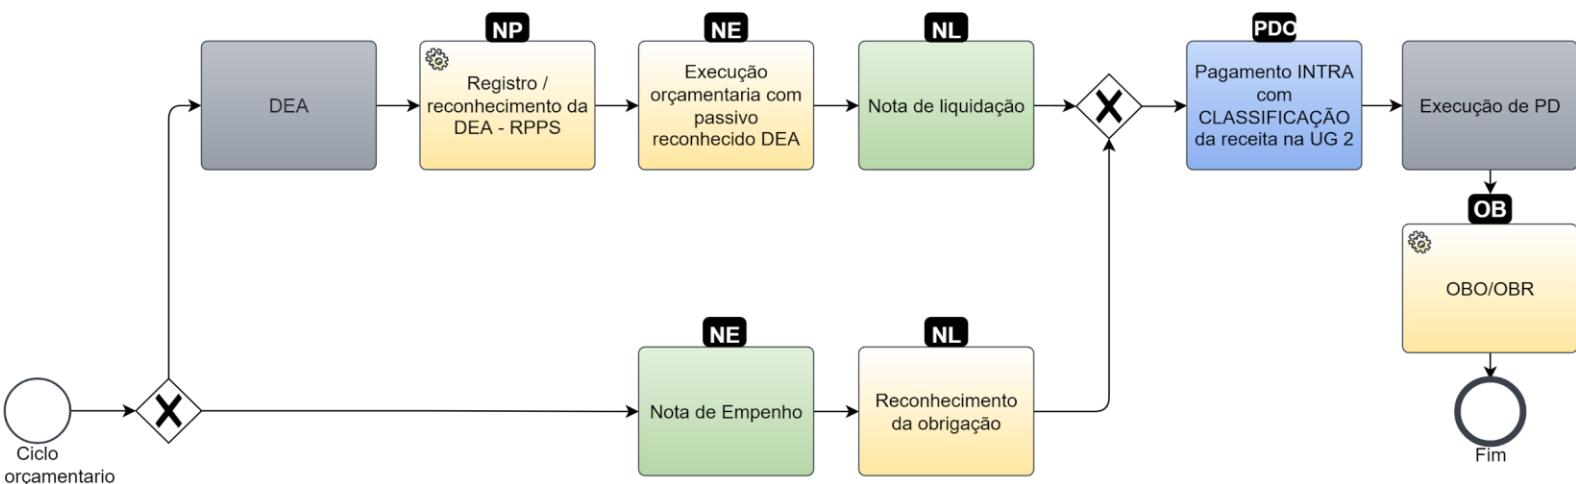 NP
NE
NL
PDO
DEA
Registro /
reconhecimento da
DEA - RPPS
Execução
orçamentaria com
passivo
reconhecido DEA
Nota de liquidação
Pagamento INTRA
com
CLASSIFICAÇÃO
da receita na UG 2
Execução de PD
OB
OBO/OBR
NE
NL
Nota de Empenho
Reconhecimento
da obrigação
Ciclo
orçamentario
Fim